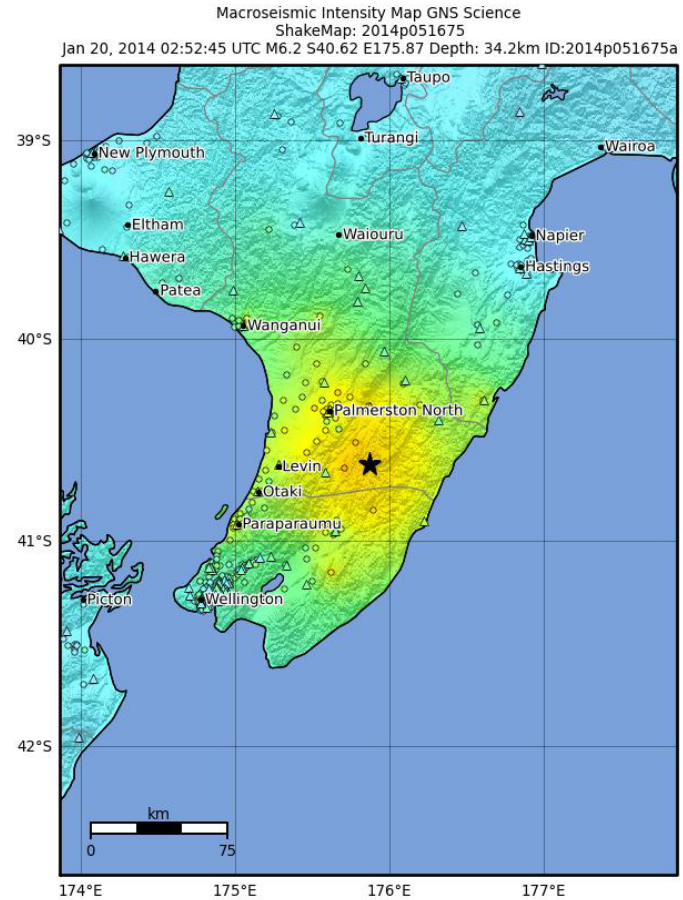 Macroseismic Intensity Map GNS Science
ShakeMap: 2014p051675
Jan 20, 2014 02:52:45 UTC M6.2 S40.62 E175.87 Depth: 34.2km ID:2014p051675a
Taupo
39°S
Turangi
Wairoa
New Plymouth
Eltham
Waiouru
Napier
Hawera
Hastings
Patea
Wanganui
40°S
Palmerston North
Levin
Otaki
Paraparaumu
41°S
Picton
Wellington
42°S
km
0 75
174°E 175°E 176°E 177°E